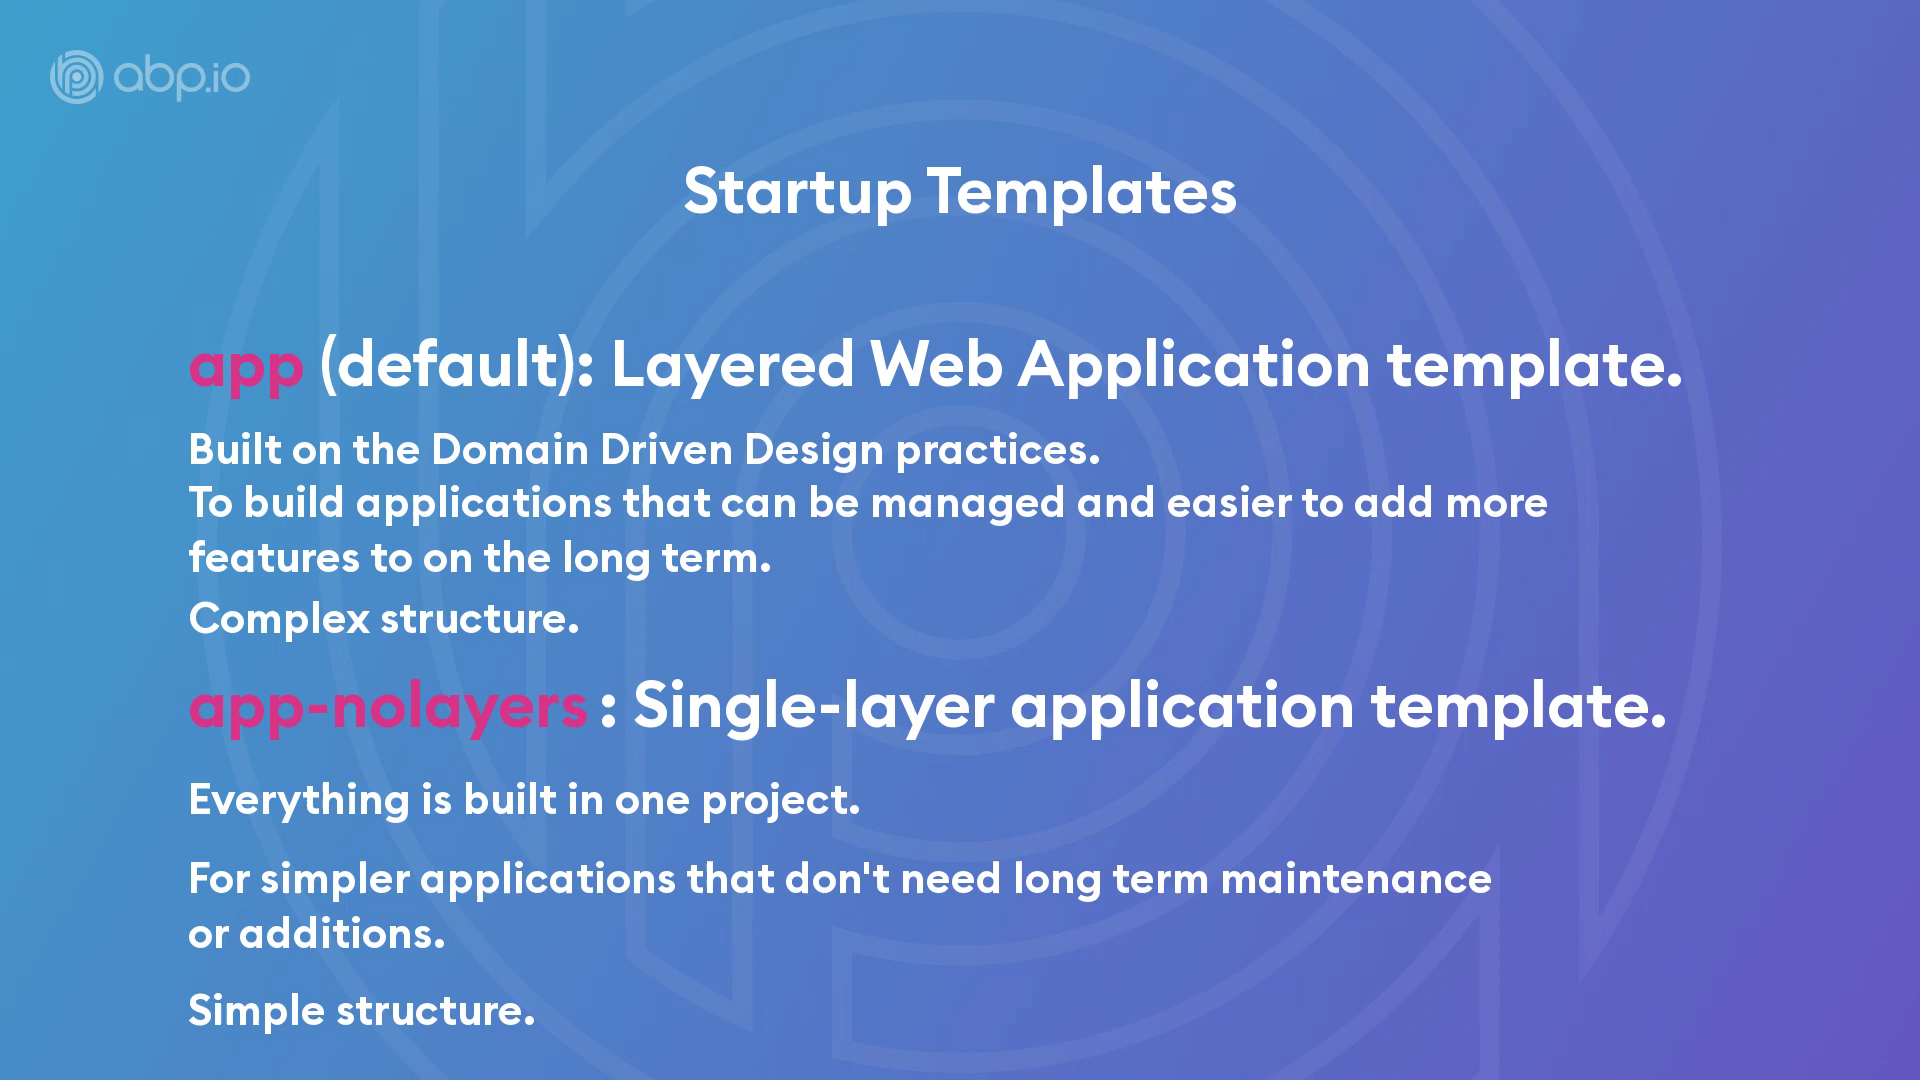 abp.io
Startup Templates
app (default): Layered Web Application template.
Built on the Domain Driven Design practices.
To build applications that can be managed and easier to add more
features to on the long term.
Complex structure.
app-nolayers : Single-layer application template.
Everything is built in one project.
For simpler applications that don't need long term maintenance
or additions.
Simple structure.